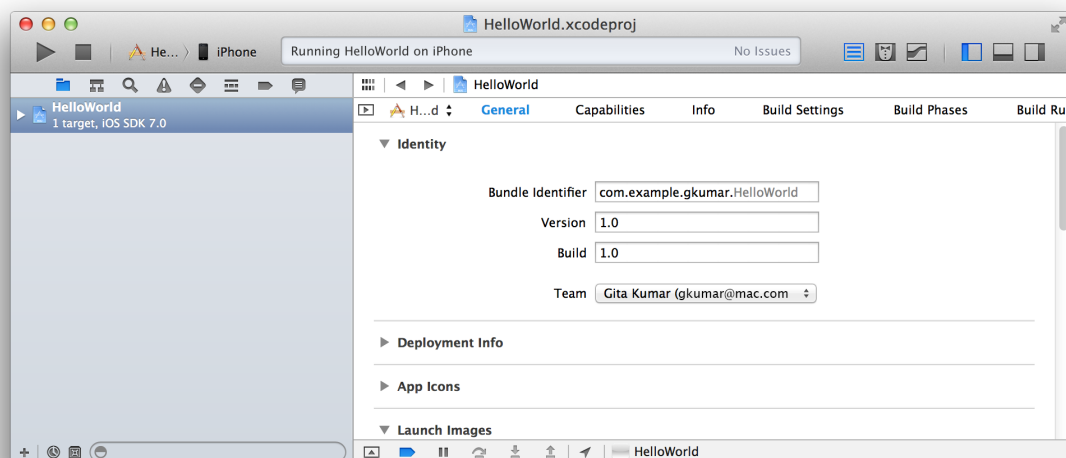 HelloWorld.xcodeproj
He... iPhone
Running HelloWorld on iPhone No Issues
HelloWorld
1 target, iOS SDK 7.0
HelloWorld
H...d General Capabilities Info Build Settings Build Phases Build Ru
Identity
Bundle Identifier com.example.gkumar.HelloWorld
Version 1.0
Build 1.0
Team Gita Kumar (gkumar@mac.com
Deployment Info
App Icons
Launch Images
HelloWorld